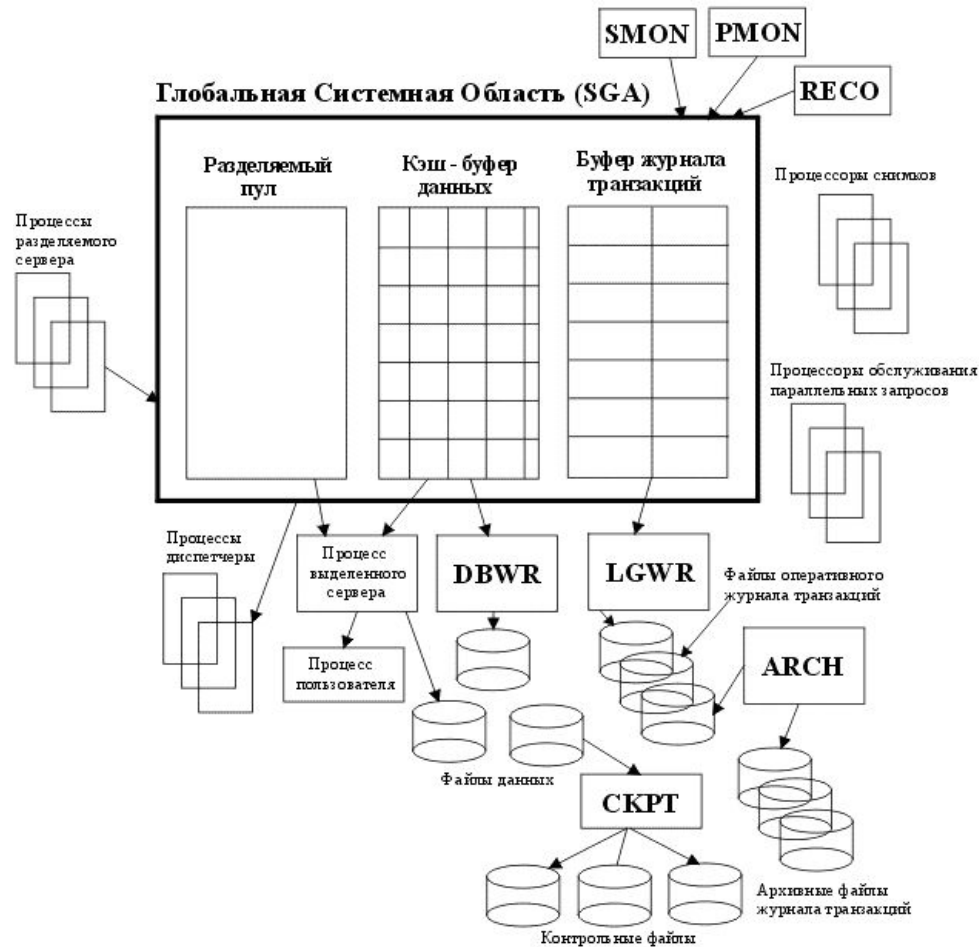 SMON
PMON
RECO
Глобальная Системная Область (SGA)
Разделяемый
пул
Кэш - буфер
данных
Буфер журнала
транзакций
Процессоры снимков
Процессы
разделяемого
сервера
Процессоры обслуживания
параллельных запросов
Процессы
диспетчеры
Процесс
выделенного
сервера
DBWR
LGWR
Файлы оперативного
журнала транзакций
Процесс
пользователя
ARCH
Файлы данных
CKPT
Архивные файлы
журнала транзакций
Контрольные файлы